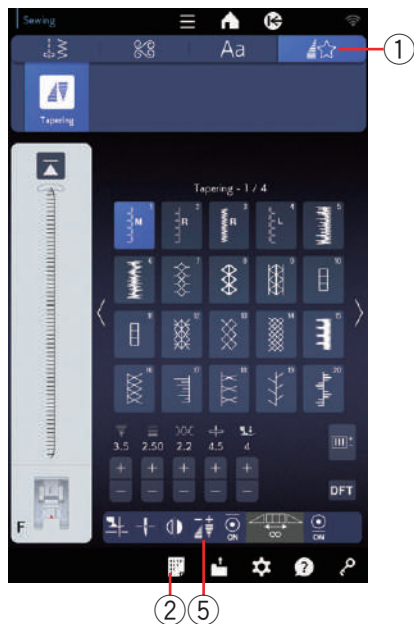 Sewing
Aa
①
Tapering
Tapering - 1 / 4
1 M 2 R 3 R 4 L 5
6 7 8 9 10
11 12 13 14 15
16 17 18 19 20
3.5 2.50 2.2 4.5 4
+ + + + +
− − − − −
DFT
F
ON ∞ ON
?
② ⑤